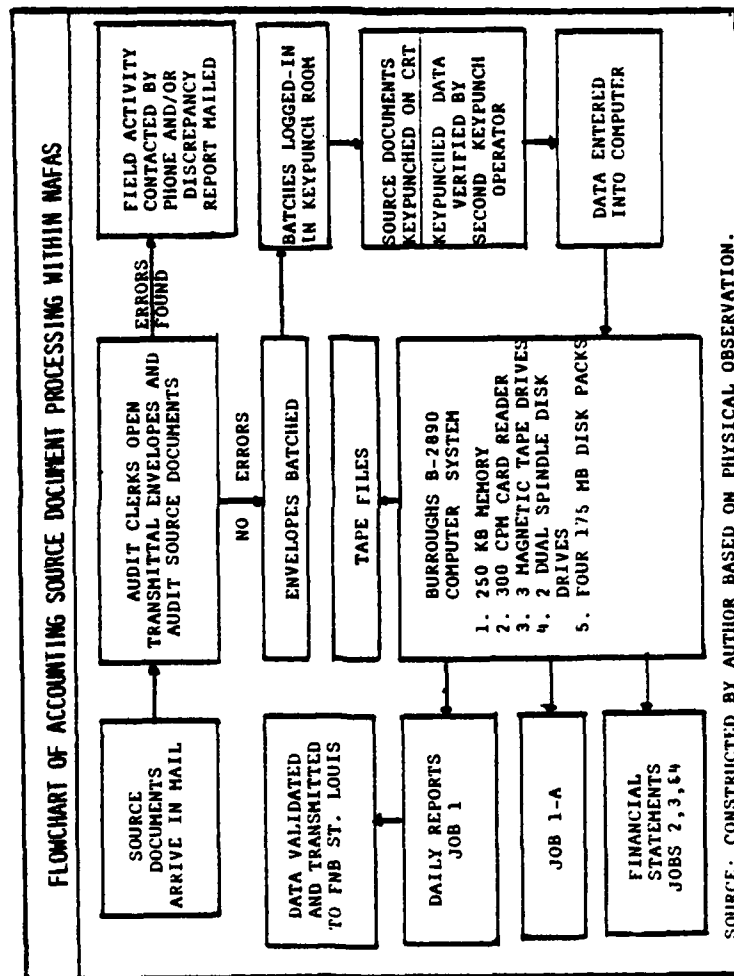 FLOWCHART OF ACCOUNTING SOURCE DOCUMENT PROCESSING WITHIN NAFAS
SOURCE
DOCUMENTS
ARRIVE IN MAIL
AUDIT CLERKS OPEN
TRANSMITTAL ENVELOPES AND
AUDIT SOURCE DOCUMENTS
ERRORS
FOUND
FIELD ACTIVITY
CONTACTED BY
PHONE AND/OR
DISCREPANCY
REPORT MAILED
NO ERRORS
ENVELOPES BATCHED
BATCHES LOGGED-IN
IN KEYPUNCH ROOM
SOURCE DOCUMENTS
KEYPUNCHED ON CRT
KEYPUNCHED DATA
VERIFIED BY
SECOND KEYPUNCH
OPERATOR
DATA ENTERED
INTO COMPUTER
TAPE FILES
BURROUGHS B-2890
COMPUTER SYSTEM
1. 250 KB MEMORY
2. 300 CPM CARD READER
3. 3 MAGNETIC TAPE DRIVES
4. 2 DUAL SPINDLE DISK
DRIVES
5. FOUR 175 MB DISK PACKS
DATA VALIDATED
AND TRANSMITTED
TO FNB ST. LOUIS
DAILY REPORTS
JOB 1
JOB 1-A
FINANCIAL
STATEMENTS
JOBS 2,3,&4
SOURCE: CONSTRUCTED BY AUTHOR BASED ON PHYSICAL OBSERVATION.